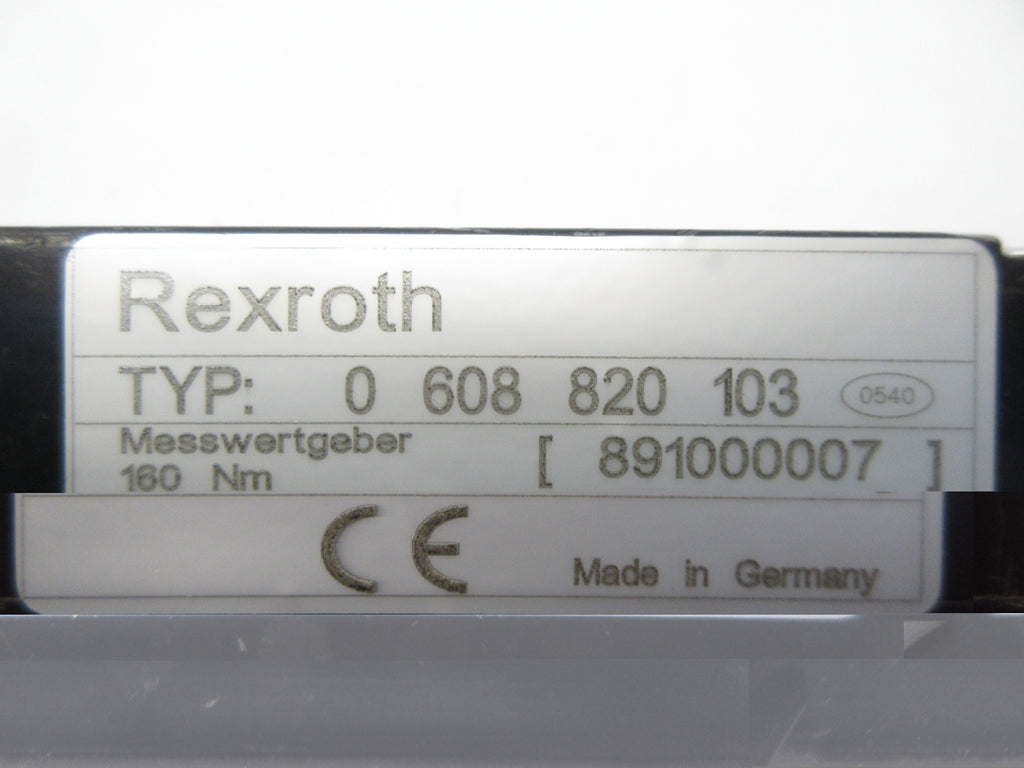 Rexroth
TYP: 0 608 820 103 0540
Messwertgeber
160 Nm [ 891000007 ]
CE
Made in Germany